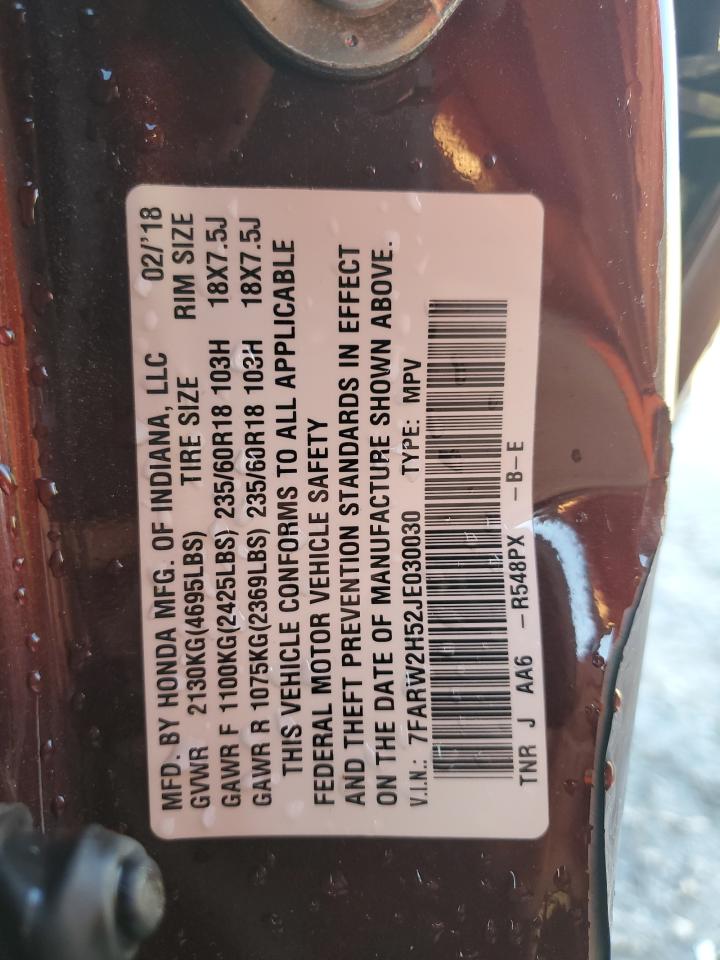 MFD. BY HONDA MFG. OF INDIANA, LLC 02/'18
GVWR 2130KG(4695LBS) TIRE SIZE RIM SIZE
GAWR F 1100KG(2425LBS) 235/60R18 103H 18X7.5J
GAWR R 1075KG(2369LBS) 235/60R18 103H 18X7.5J
THIS VEHICLE CONFORMS TO ALL APPLICABLE
FEDERAL MOTOR VEHICLE SAFETY
AND THEFT PREVENTION STANDARDS IN EFFECT
ON THE DATE OF MANUFACTURE SHOWN ABOVE.
V.I.N.: 7FARW2H52JE030030 TYPE: MPV
TNR J AA6 -R548PX -B-E